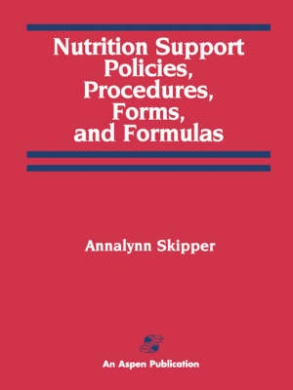 Nutrition Support
Policies,
Procedures,
Forms,
and Formulas
Annalynn Skipper
An Aspen Publication